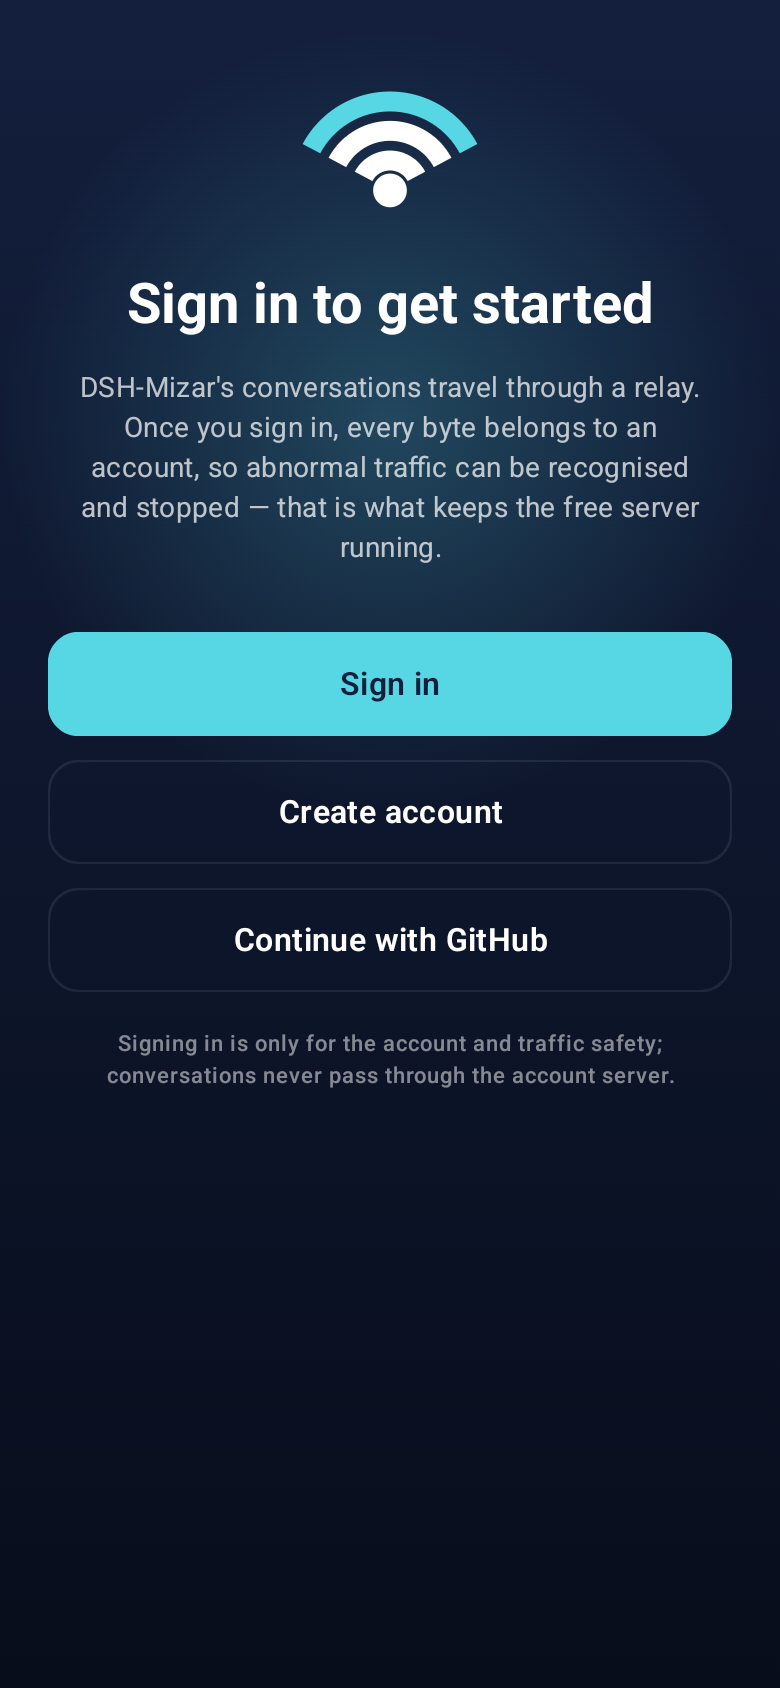 Sign in to get started
DSH-Mizar's conversations travel through a relay.
Once you sign in, every byte belongs to an
account, so abnormal traffic can be recognised
and stopped — that is what keeps the free server
running.
Sign in
Create account
Continue with GitHub
Signing in is only for the account and traffic safety;
conversations never pass through the account server.